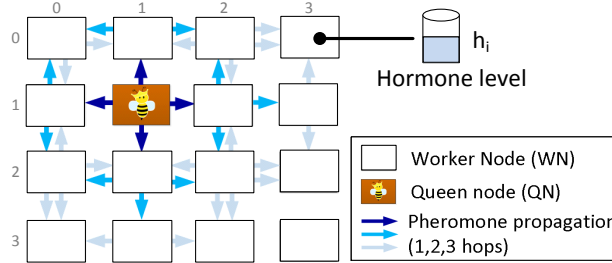 0 1 2 3
0
hi
Hormone level
1
Worker Node (WN)
2
Queen node (QN)
Pheromone propagation
3
(1,2,3 hops)